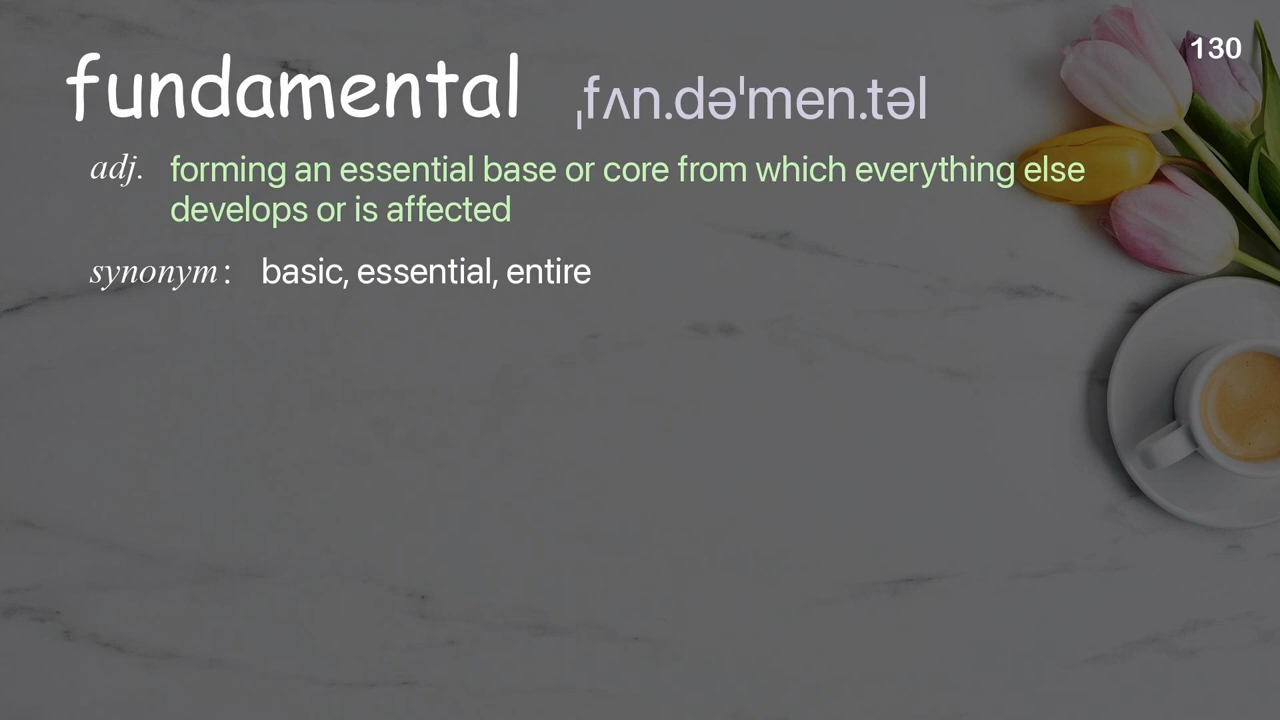 130
fundamental ˌfʌn.dəˈmen.təl
adj. forming an essential base or core from which everything else
develops or is affected
synonym: basic, essential, entire